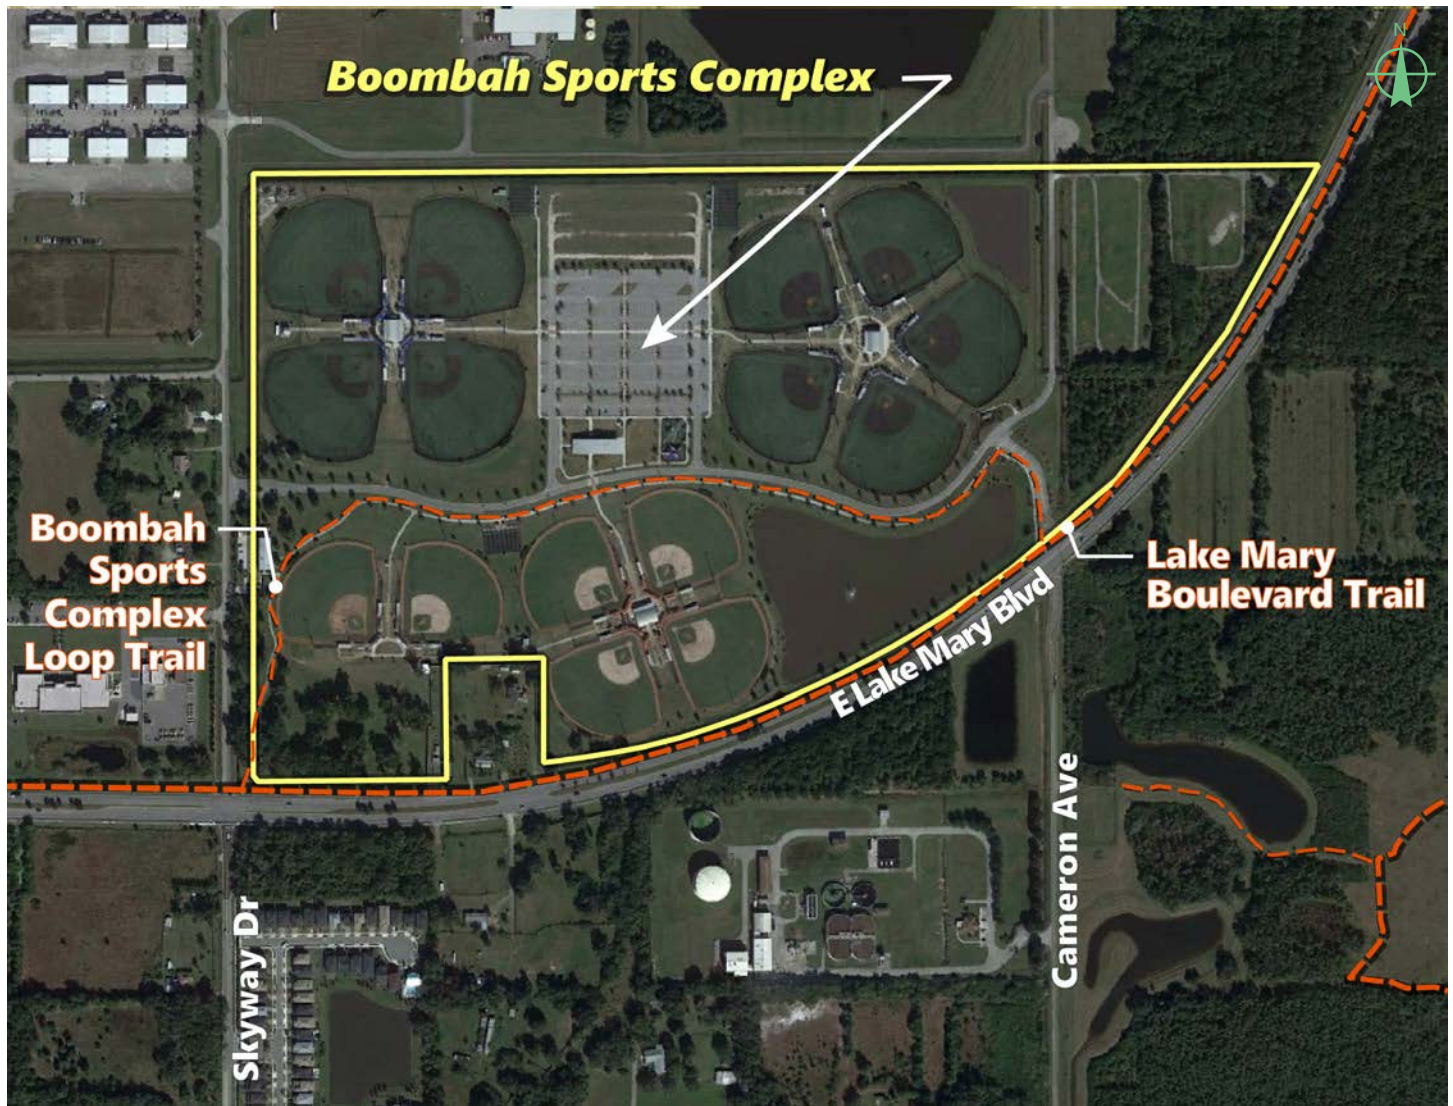 N
Boombah Sports Complex
Boombah
Sports
Complex
Loop Trail
Lake Mary
Boulevard Trail
E Lake Mary Blvd
Cameron Ave
Skyway Dr